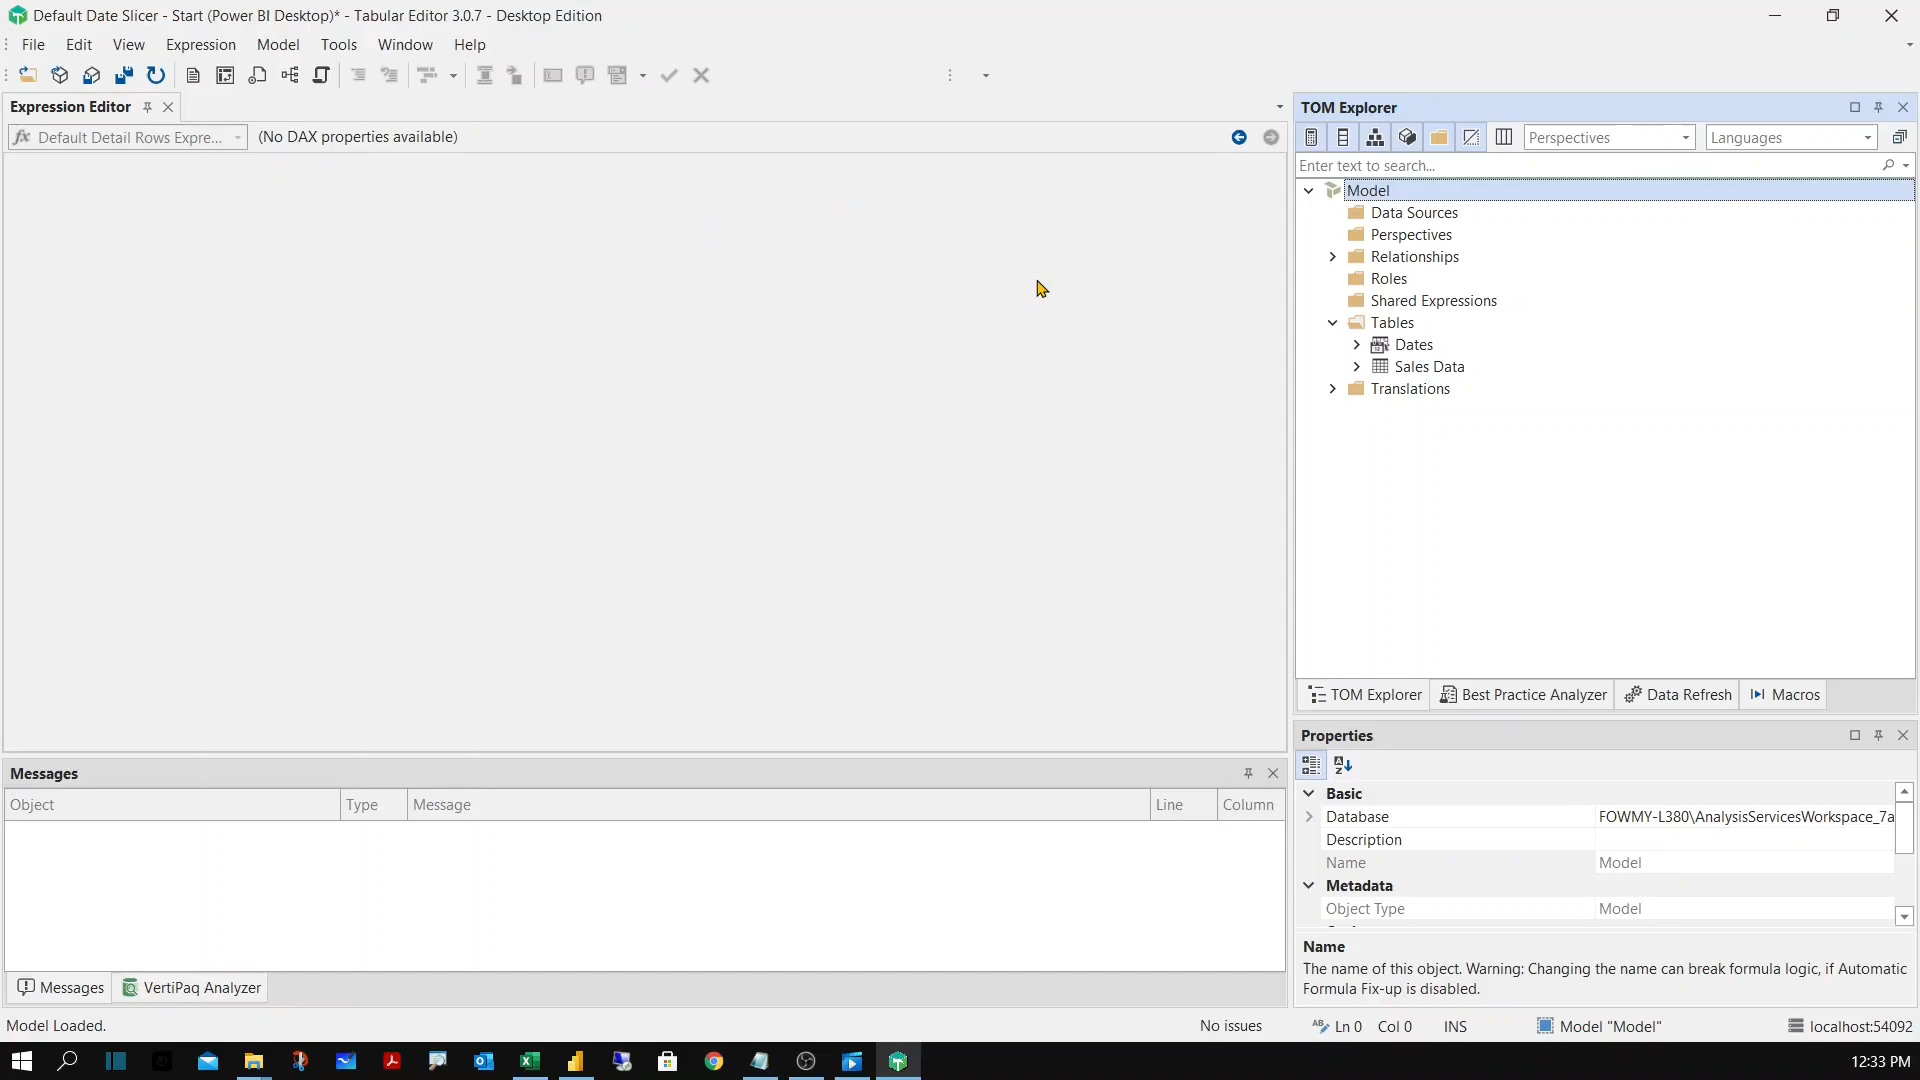 Default Date Slicer - Start (Power BI Desktop)* - Tabular Editor 3.0.7 - Desktop Edition
File Edit View Expression Model Tools Window Help
Expression Editor
fx Default Detail Rows Expre... (No DAX properties available)
TOM Explorer
Perspectives Languages
Enter text to search...
Model
Data Sources
Perspectives
Relationships
Roles
Shared Expressions
Tables
Dates
Sales Data
Translations
TOM Explorer Best Practice Analyzer Data Refresh Macros
Properties
Basic
Database FOWMY-L380\AnalysisServicesWorkspace_7a
Description
Name Model
Metadata
Object Type Model
Name
The name of this object. Warning: Changing the name can break formula logic, if Automatic
Formula Fix-up is disabled.
Messages
Object Type Message Line Column
Messages VertiPaq Analyzer
Model Loaded. No issues Ln 0 Col 0 INS Model "Model" localhost:54092
12:33 PM